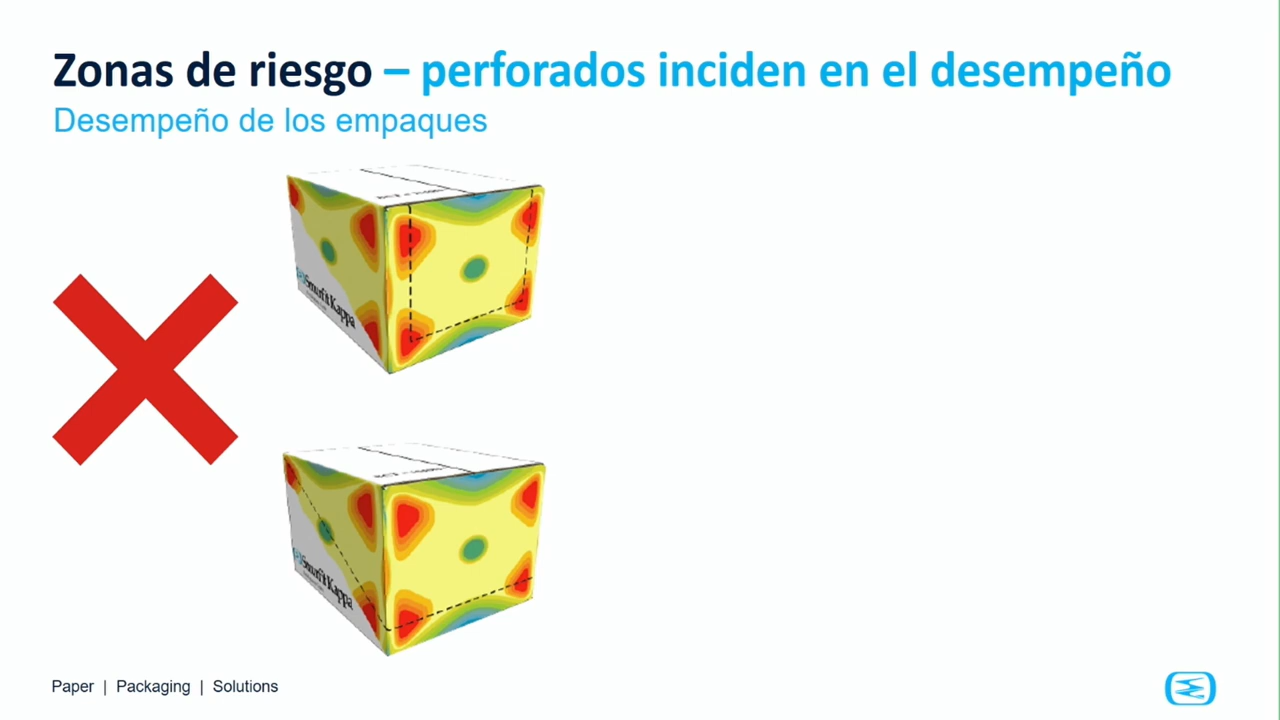 Zonas de riesgo – perforados inciden en el desempeño
Desempeño de los empaques
Smurfit Kappa
Smurfit Kappa
Paper | Packaging | Solutions